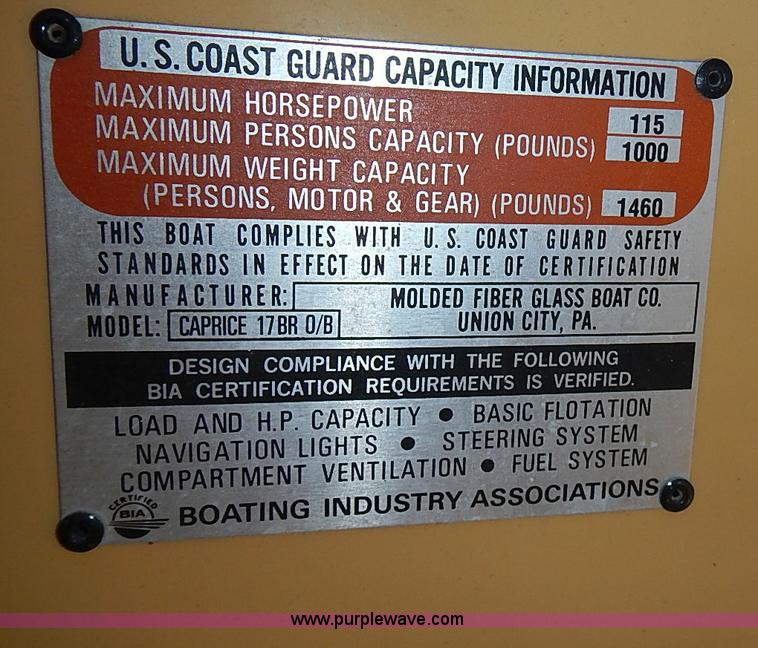 U.S. COAST GUARD CAPACITY INFORMATION
MAXIMUM HORSEPOWER 115
MAXIMUM PERSONS CAPACITY (POUNDS) 1000
MAXIMUM WEIGHT CAPACITY
(PERSONS, MOTOR & GEAR) (POUNDS) 1460
THIS BOAT COMPLIES WITH U.S. COAST GUARD SAFETY
STANDARDS IN EFFECT ON THE DATE OF CERTIFICATION
MANUFACTURER: MOLDED FIBER GLASS BOAT CO.
MODEL: CAPRICE 17BR O/B UNION CITY, PA.
DESIGN COMPLIANCE WITH THE FOLLOWING
BIA CERTIFICATION REQUIREMENTS IS VERIFIED.
LOAD AND H.P. CAPACITY • BASIC FLOTATION
NAVIGATION LIGHTS • STEERING SYSTEM
COMPARTMENT VENTILATION • FUEL SYSTEM
CERTIFIED
BIA
BOATING INDUSTRY ASSOCIATIONS
www.purplewave.com